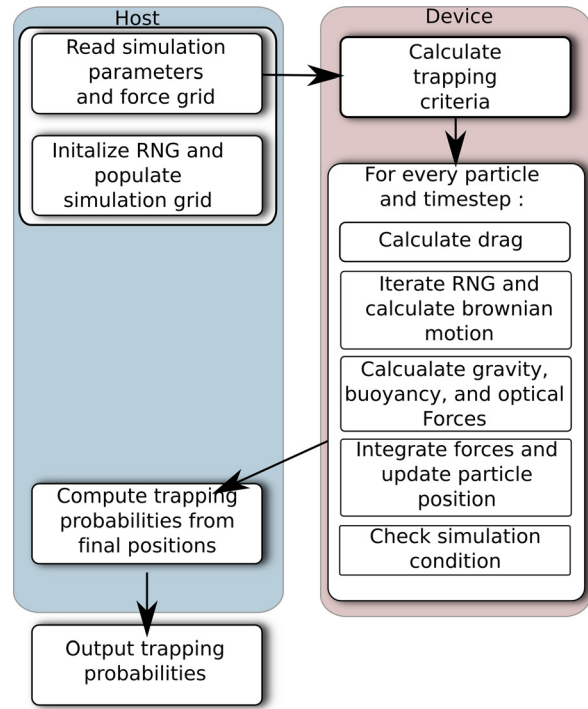 Host
Read simulation
parameters
and force grid
Initalize RNG and
populate
simulation grid
Compute trapping
probabilities from
final positions
Output trapping
probabilities
Device
Calculate
trapping
criteria
For every particle
and timestep :
Calculate drag
Iterate RNG and
calculate brownian
motion
Calcualate gravity,
buoyancy, and optical
Forces
Integrate forces and
update particle
position
Check simulation
condition